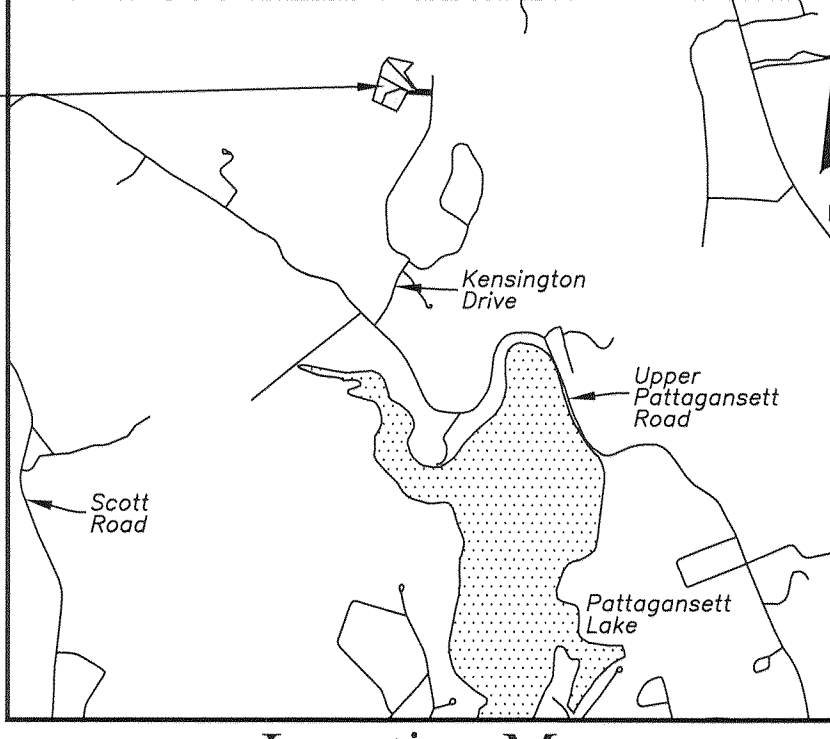 Kensington
Drive
Upper
Pattagansett
Road
Scott
Road
Pattagansett
Lake